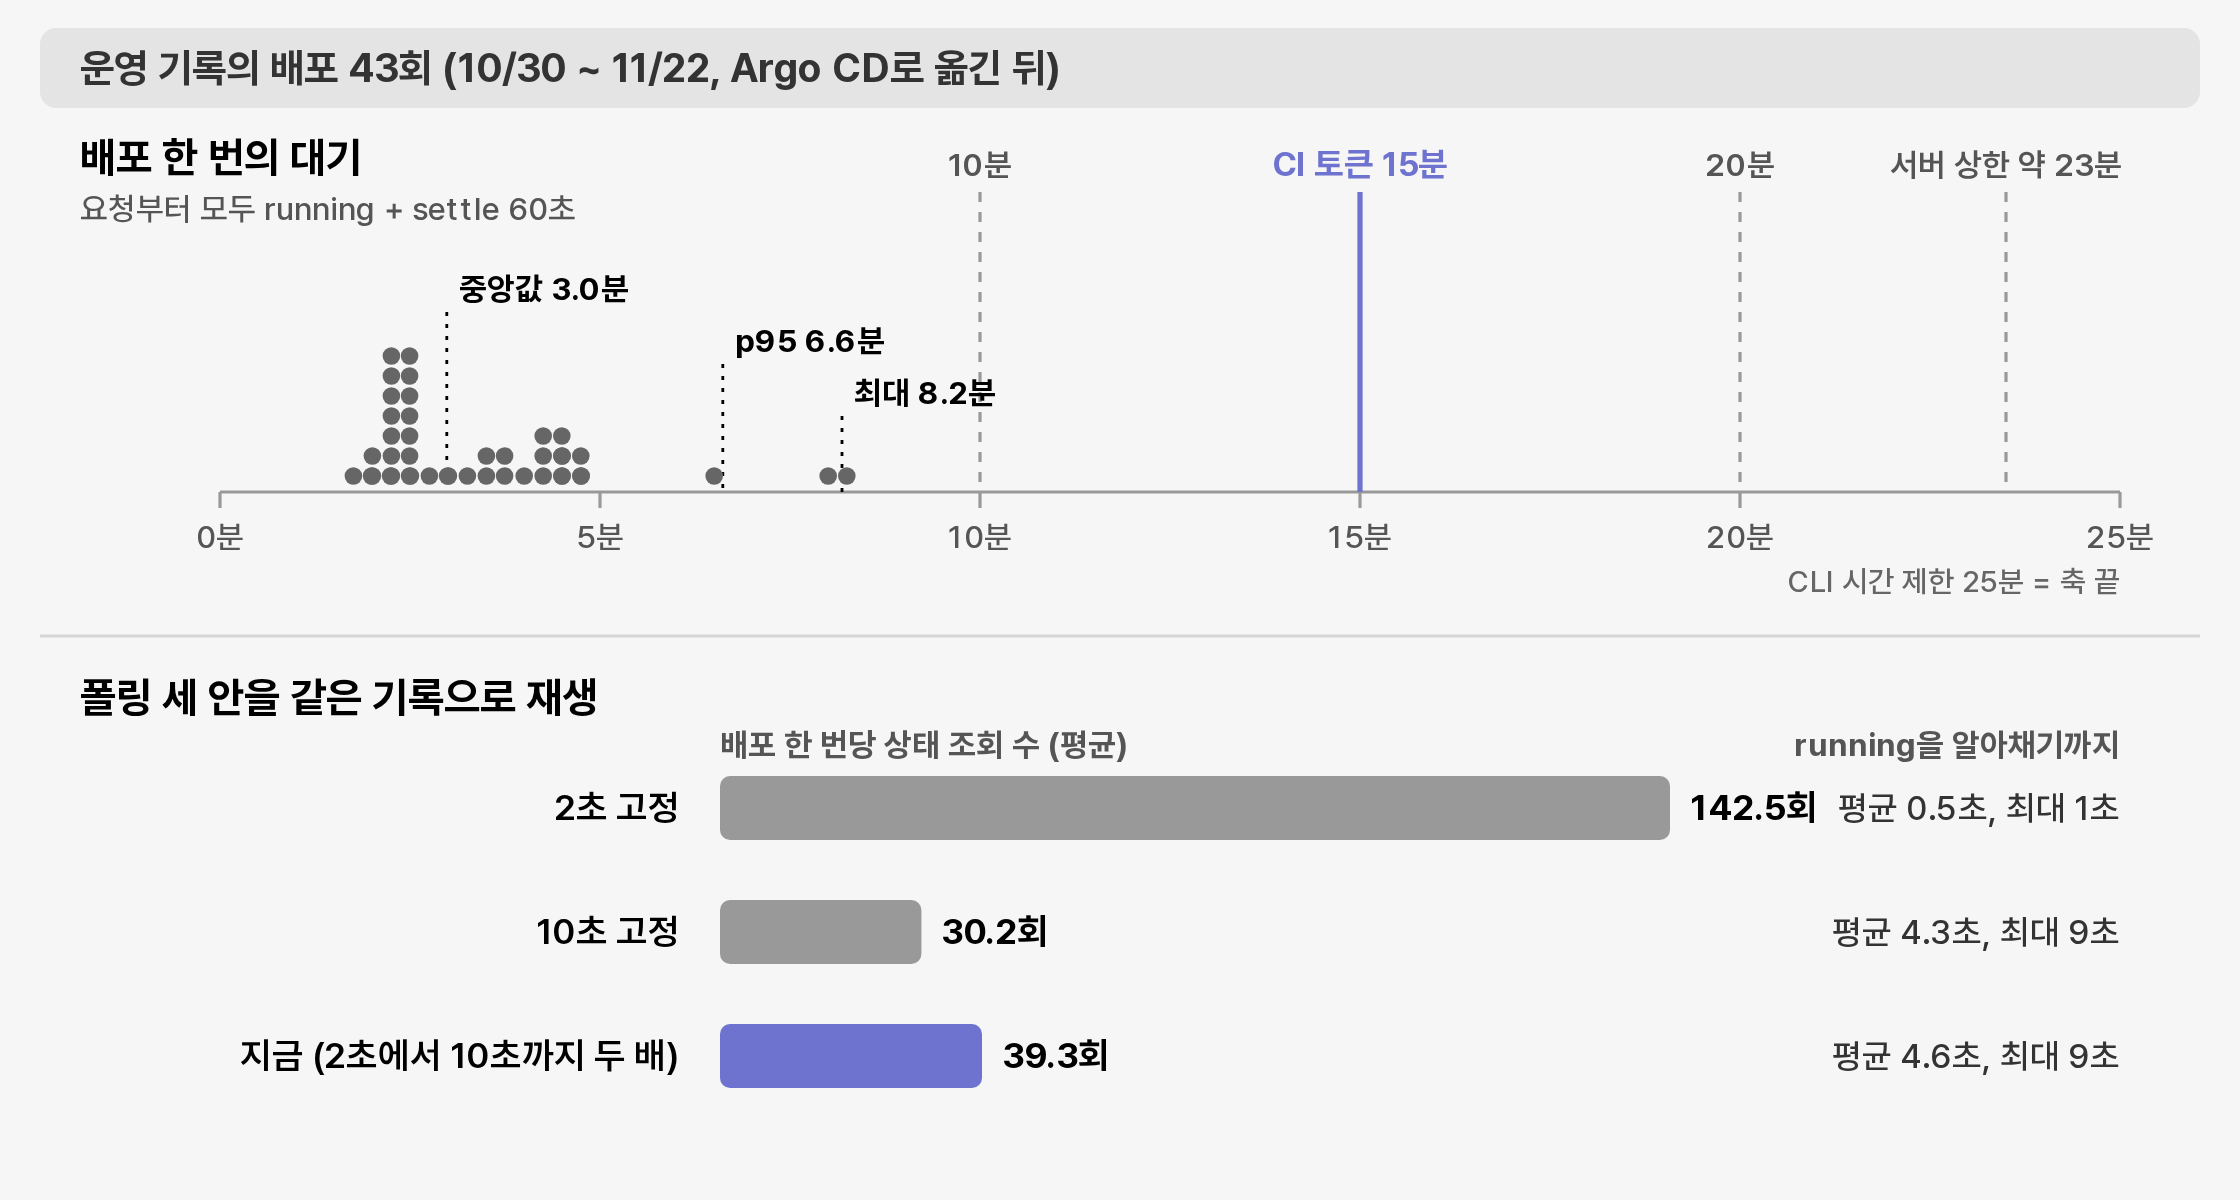 운영 기록의 배포 43회 (10/30 ~ 11/22, Argo CD로 옮긴 뒤)
배포 한 번의 대기
요청부터 모두 running + settle 60초
10분
CI 토큰 15분
20분
서버 상한 약 23분
중앙값 3.0분
p95 6.6분
최대 8.2분
0분
5분
10분
15분
20분
25분
CLI 시간 제한 25분 = 축 끝
폴링 세 안을 같은 기록으로 재생
배포 한 번당 상태 조회 수 (평균)
running을 알아채기까지
2초 고정
142.5회
평균 0.5초, 최대 1초
10초 고정
30.2회
평균 4.3초, 최대 9초
지금 (2초에서 10초까지 두 배)
39.3회
평균 4.6초, 최대 9초